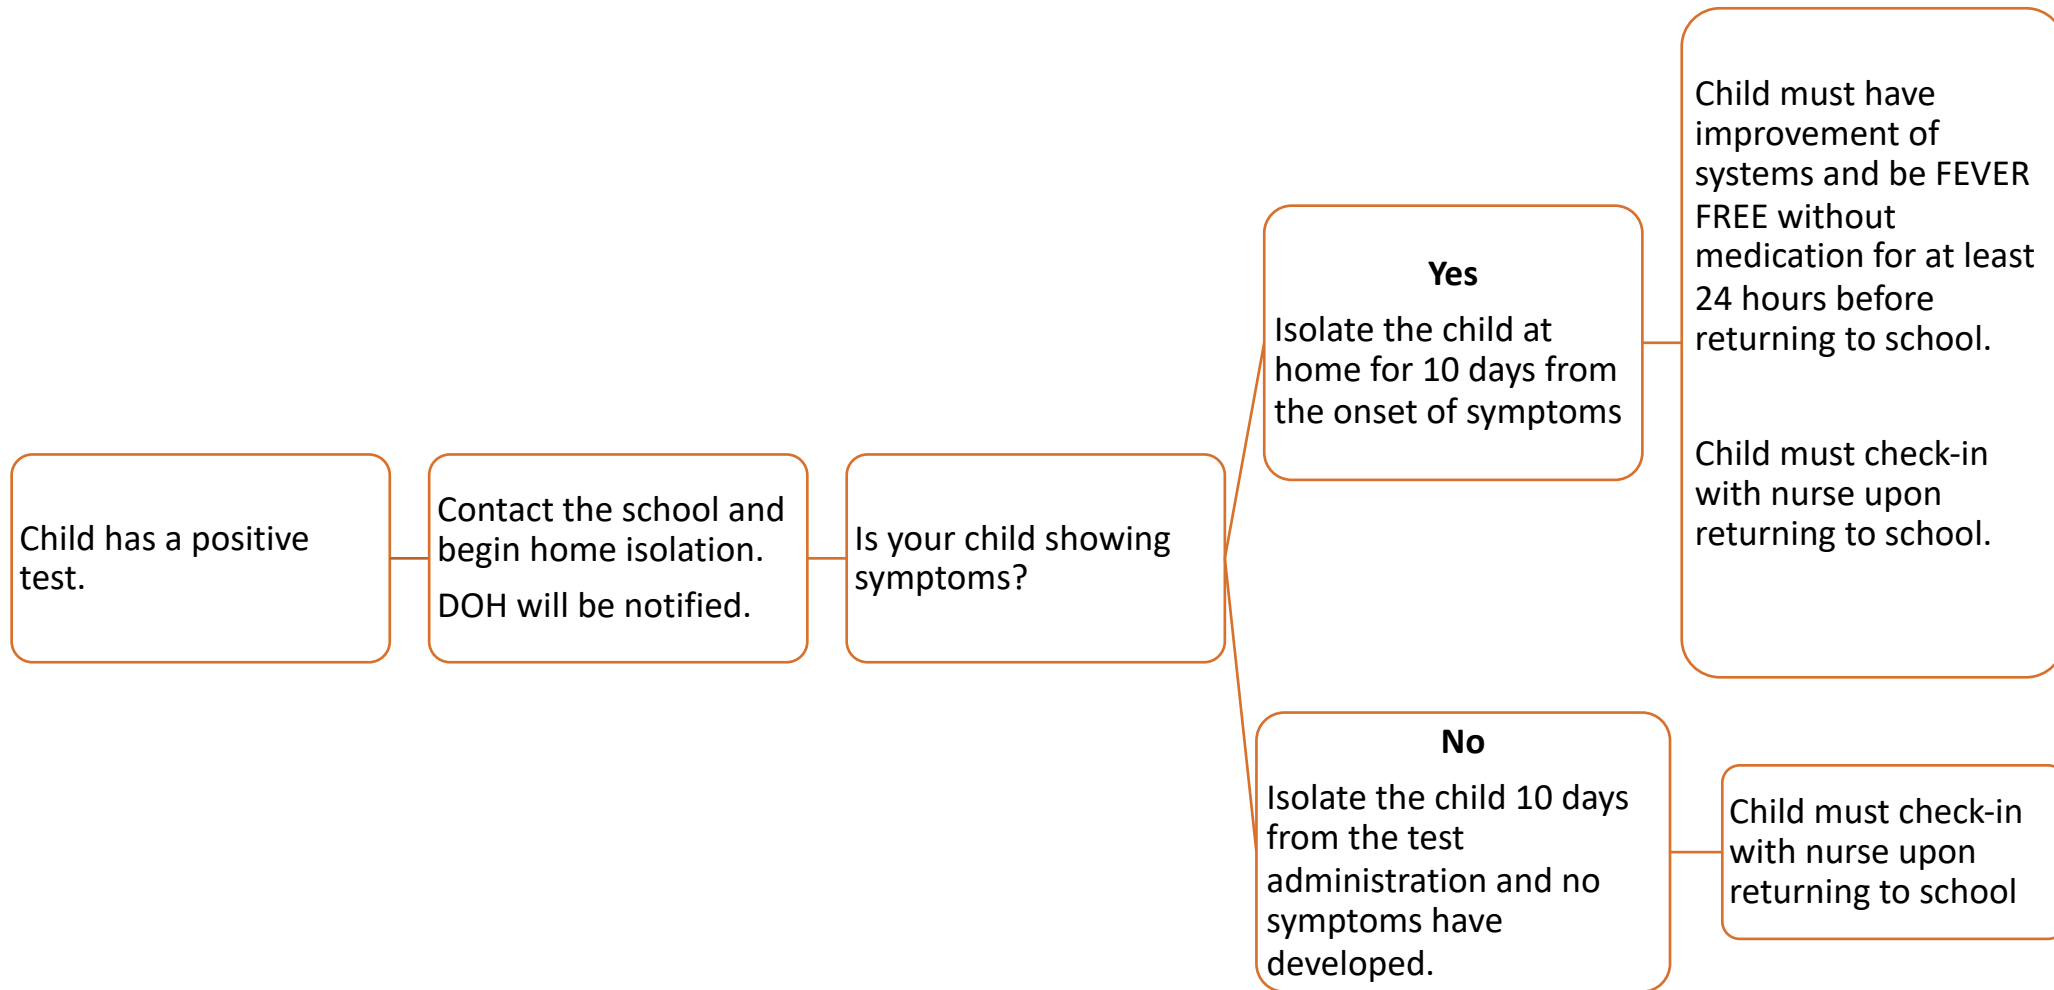 Child has a positive
test.
Contact the school and
begin home isolation.
DOH will be notified.
Is your child showing
symptoms?
Yes
Isolate the child at
home for 10 days from
the onset of symptoms
Child must have
improvement of
systems and be FEVER
FREE without
medication for at least
24 hours before
returning to school.
Child must check-in
with nurse upon
returning to school.
No
Isolate the child 10 days
from the test
administration and no
symptoms have
developed.
Child must check-in
with nurse upon
returning to school